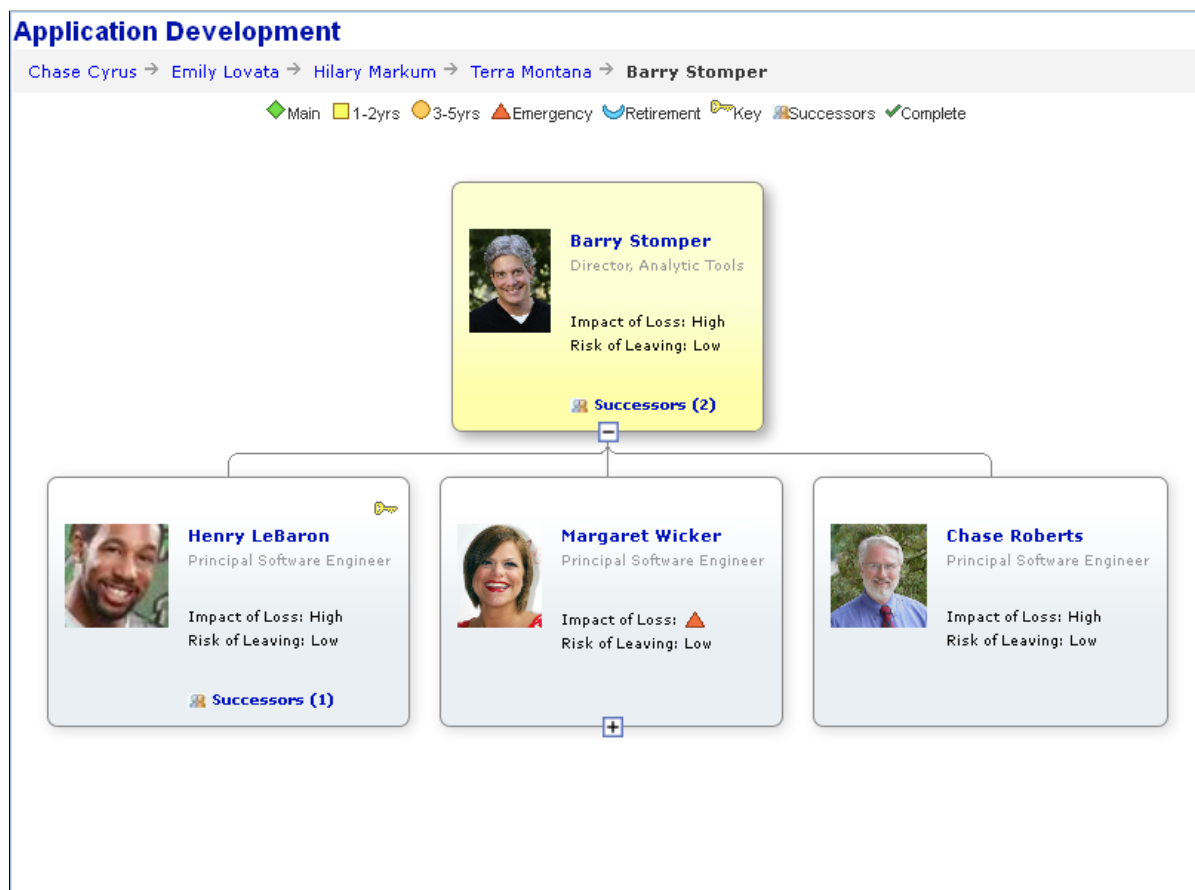 Application Development
Chase Cyrus → Emily Lovata → Hilary Markum → Terra Montana → Barry Stomper
Main 1-2yrs 3-5yrs Emergency Retirement Key Successors Complete
Barry Stomper
Director, Analytic Tools
Impact of Loss: High
Risk of Leaving: Low
Successors (2)
Henry LeBaron
Principal Software Engineer
Impact of Loss: High
Risk of Leaving: Low
Successors (1)
Margaret Wicker
Principal Software Engineer
Impact of Loss:
Risk of Leaving: Low
Chase Roberts
Principal Software Engineer
Impact of Loss: High
Risk of Leaving: Low